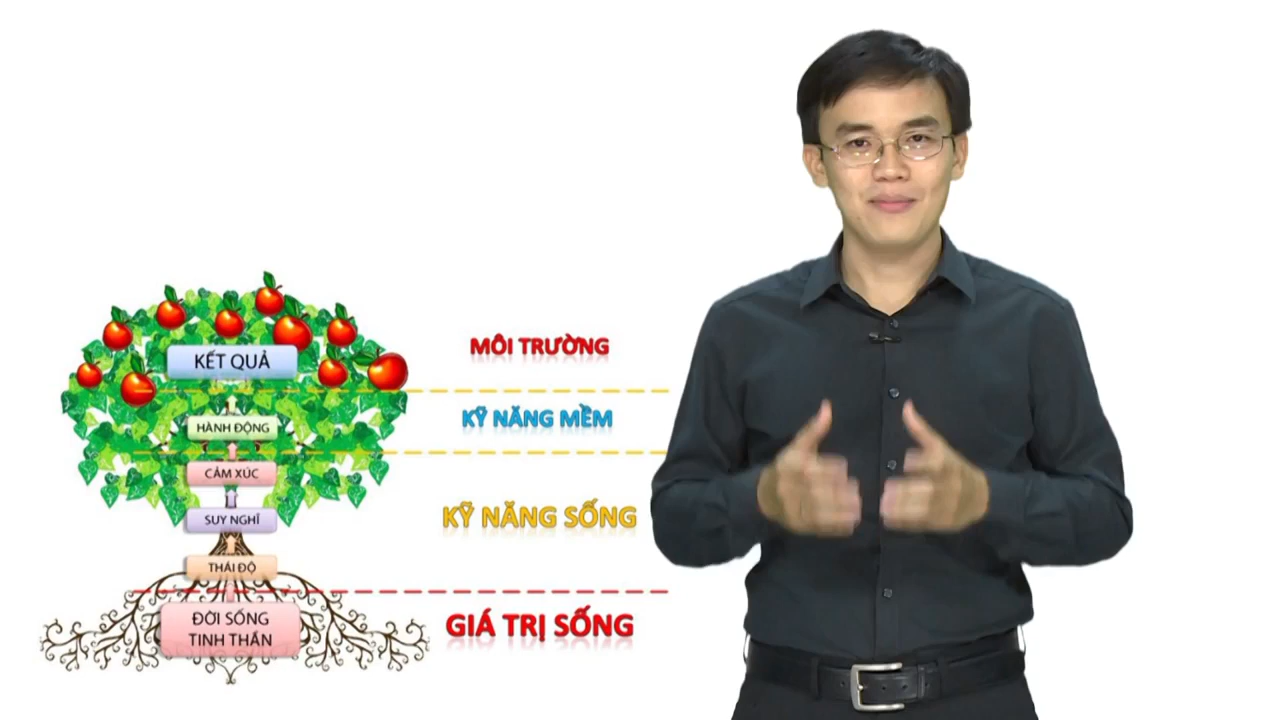 MÔI TRƯỜNG
KẾT QUẢ
KỸ NĂNG MỀM
HÀNH ĐỘNG
CẢM XÚC
KỸ NĂNG SỐNG
SUY NGHĨ
THÁI ĐỘ
ĐỜI SỐNG
TINH THẦN
GIÁ TRỊ SỐNG